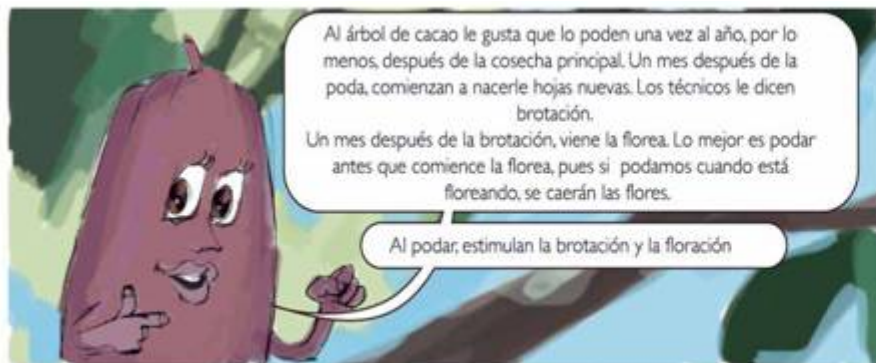 Al árbol de cacao le gusta que lo poden una vez al año, por lo
menos, después de la cosecha principal. Un mes después de la
poda, comienzan a nacerle hojas nuevas. Los técnicos le dicen
brotación.
Un mes después de la brotación, viene la florea. Lo mejor es podar
antes que comience la florea, pues si podamos cuando está
floreando, se caerán las flores.
Al podar, estimulan la brotación y la floración